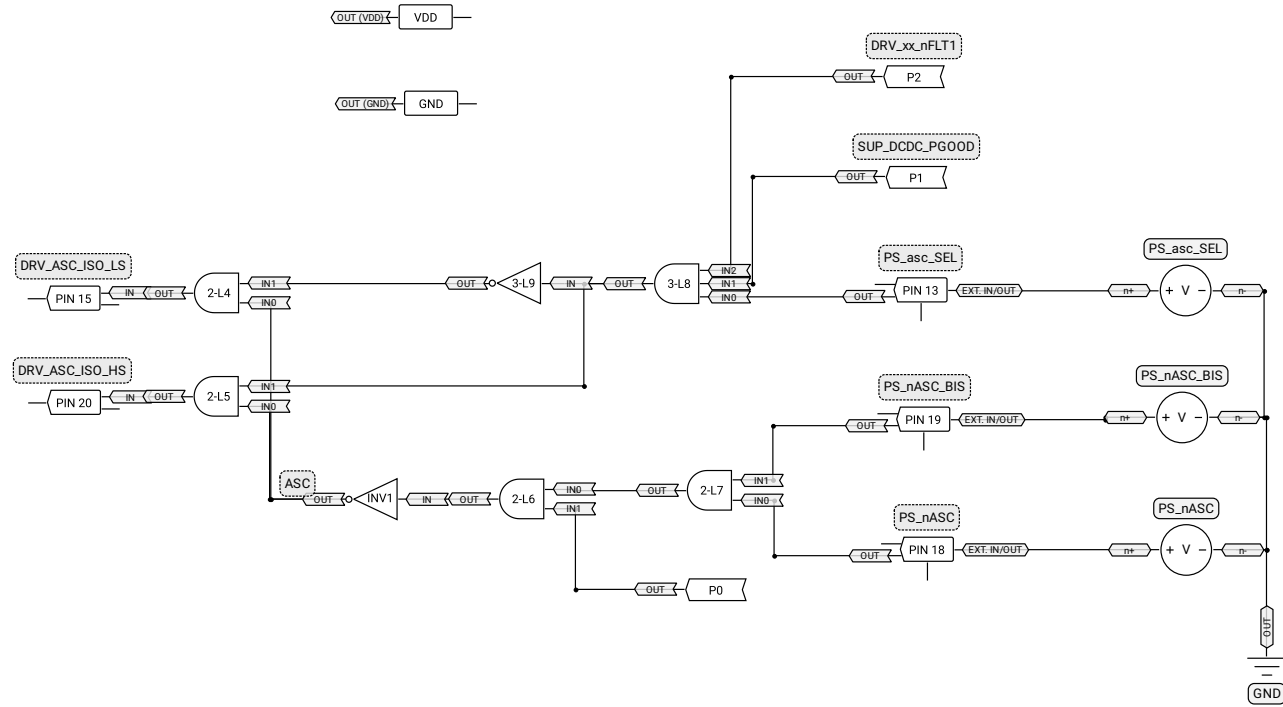 OUT (VDD) VDD
DRV_xx_nFLT1
OUT P2
OUT (GND) GND
SUP_DCDC_PGOOD
OUT P1
PS_asc_SEL
PS_asc_SEL
DRV_ASC_ISO_LS
PIN 15 IN OUT 2-L4 IN1 IN0
OUT 3-L9 IN OUT 3-L8 IN2 IN1 IN0
OUT PIN 13 EXT. IN/OUT n+ + V − n-
DRV_ASC_ISO_HS
PIN 20 IN OUT 2-L5 IN1 IN0
PS_nASC_BIS
PS_nASC_BIS
OUT PIN 19 EXT. IN/OUT n+ + V − n-
ASC
OUT INV1 IN OUT 2-L6 IN0 IN1
OUT 2-L7 IN1 IN0
PS_nASC
PS_nASC
OUT PIN 18 EXT. IN/OUT n+ + V − n-
OUT P0
OUT
GND